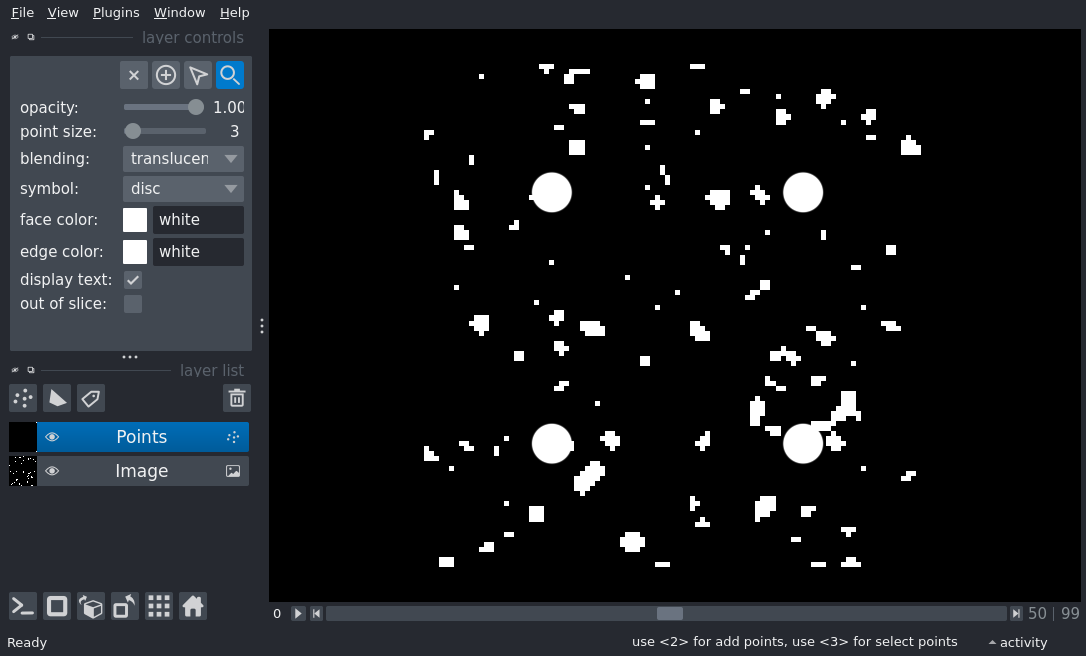 File View Plugins Window Help
layer controls
opacity: 1.00
point size: 3
blending: translucen
symbol: disc
face color: white
edge color: white
display text:
out of slice:
layer list
Points
Image
0 50 99
Ready use <2> for add points, use <3> for select points activity